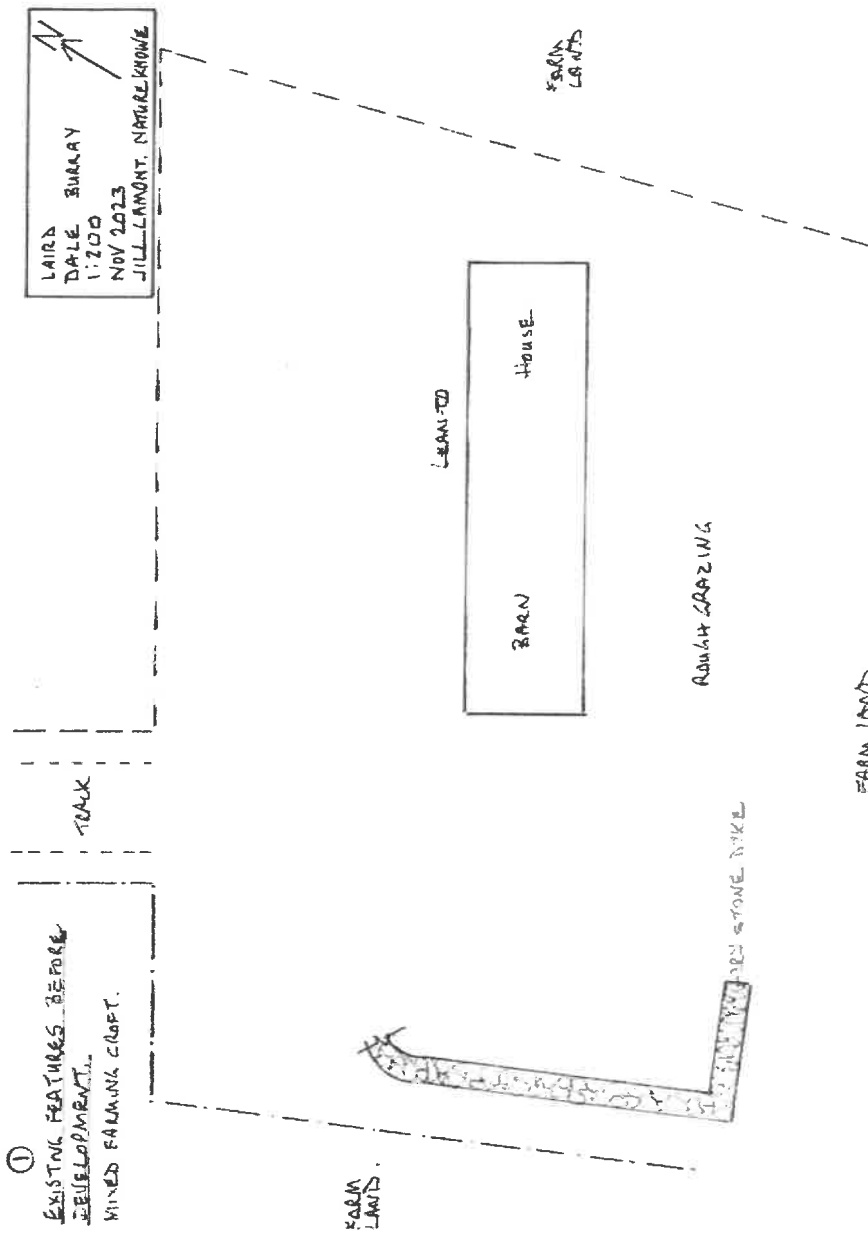 ①
EXISTNG FEATURES BEFORE
DEVELOPMENT.
MIXED FARMING CROFT.
TRACK
LAIRD
DALE BURRAY
1:200
NOV 2023
JILL LAMONT. NATUREKNOWE
N
FARM
LAND.
LEAN-TO
BARN
HOUSE
FARM
LAND
ROUGH GRAZING
DRY STONE DYKE
FARM LAND